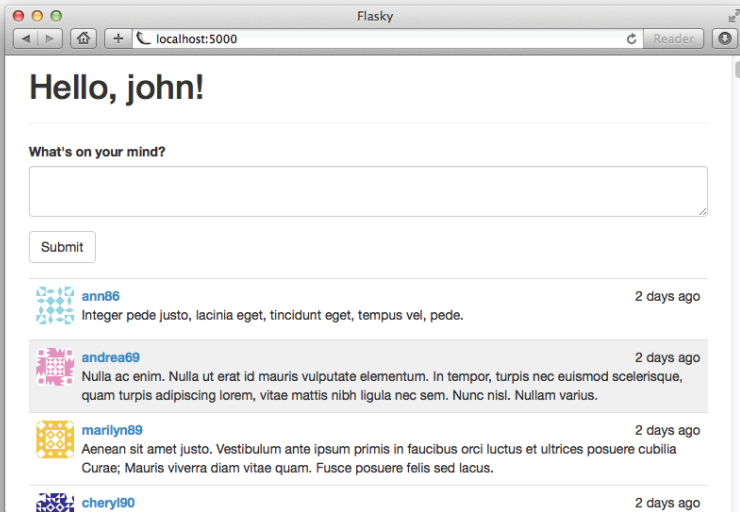 Flasky
localhost:5000
Reader
Hello, john!
What's on your mind?
Submit
ann86 2 days ago
Integer pede justo, lacinia eget, tincidunt eget, tempus vel, pede.
andrea69 2 days ago
Nulla ac enim. Nulla ut erat id mauris vulputate elementum. In tempor, turpis nec euismod scelerisque,
quam turpis adipiscing lorem, vitae mattis nibh ligula nec sem. Nunc nisl. Nullam varius.
marilyn89 2 days ago
Aenean sit amet justo. Vestibulum ante ipsum primis in faucibus orci luctus et ultrices posuere cubilia
Curae; Mauris viverra diam vitae quam. Fusce posuere felis sed lacus.
cheryl90 2 days ago